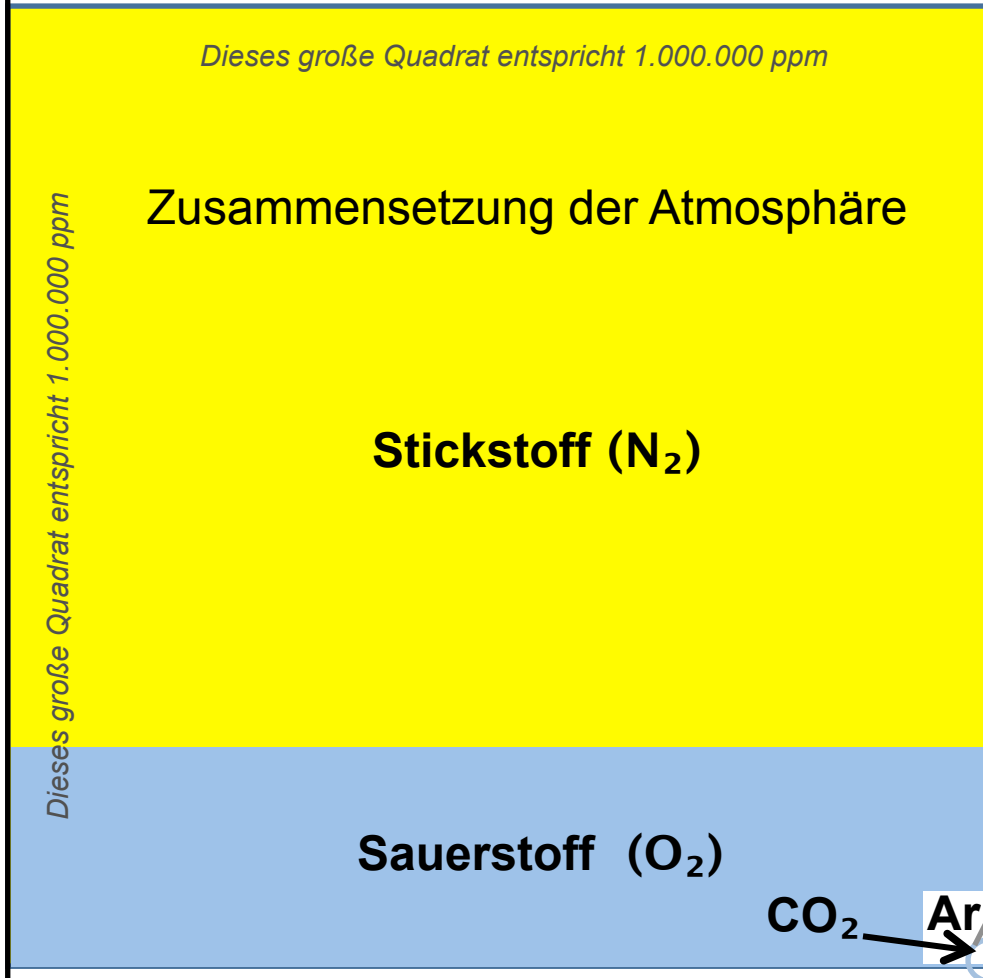 Dieses große Quadrat entspricht 1.000.000 ppm
Zusammensetzung der Atmosphäre
Dieses große Quadrat entspricht 1.000.000 ppm
Stickstoff (N₂)
Sauerstoff (O₂)
CO₂
Ar